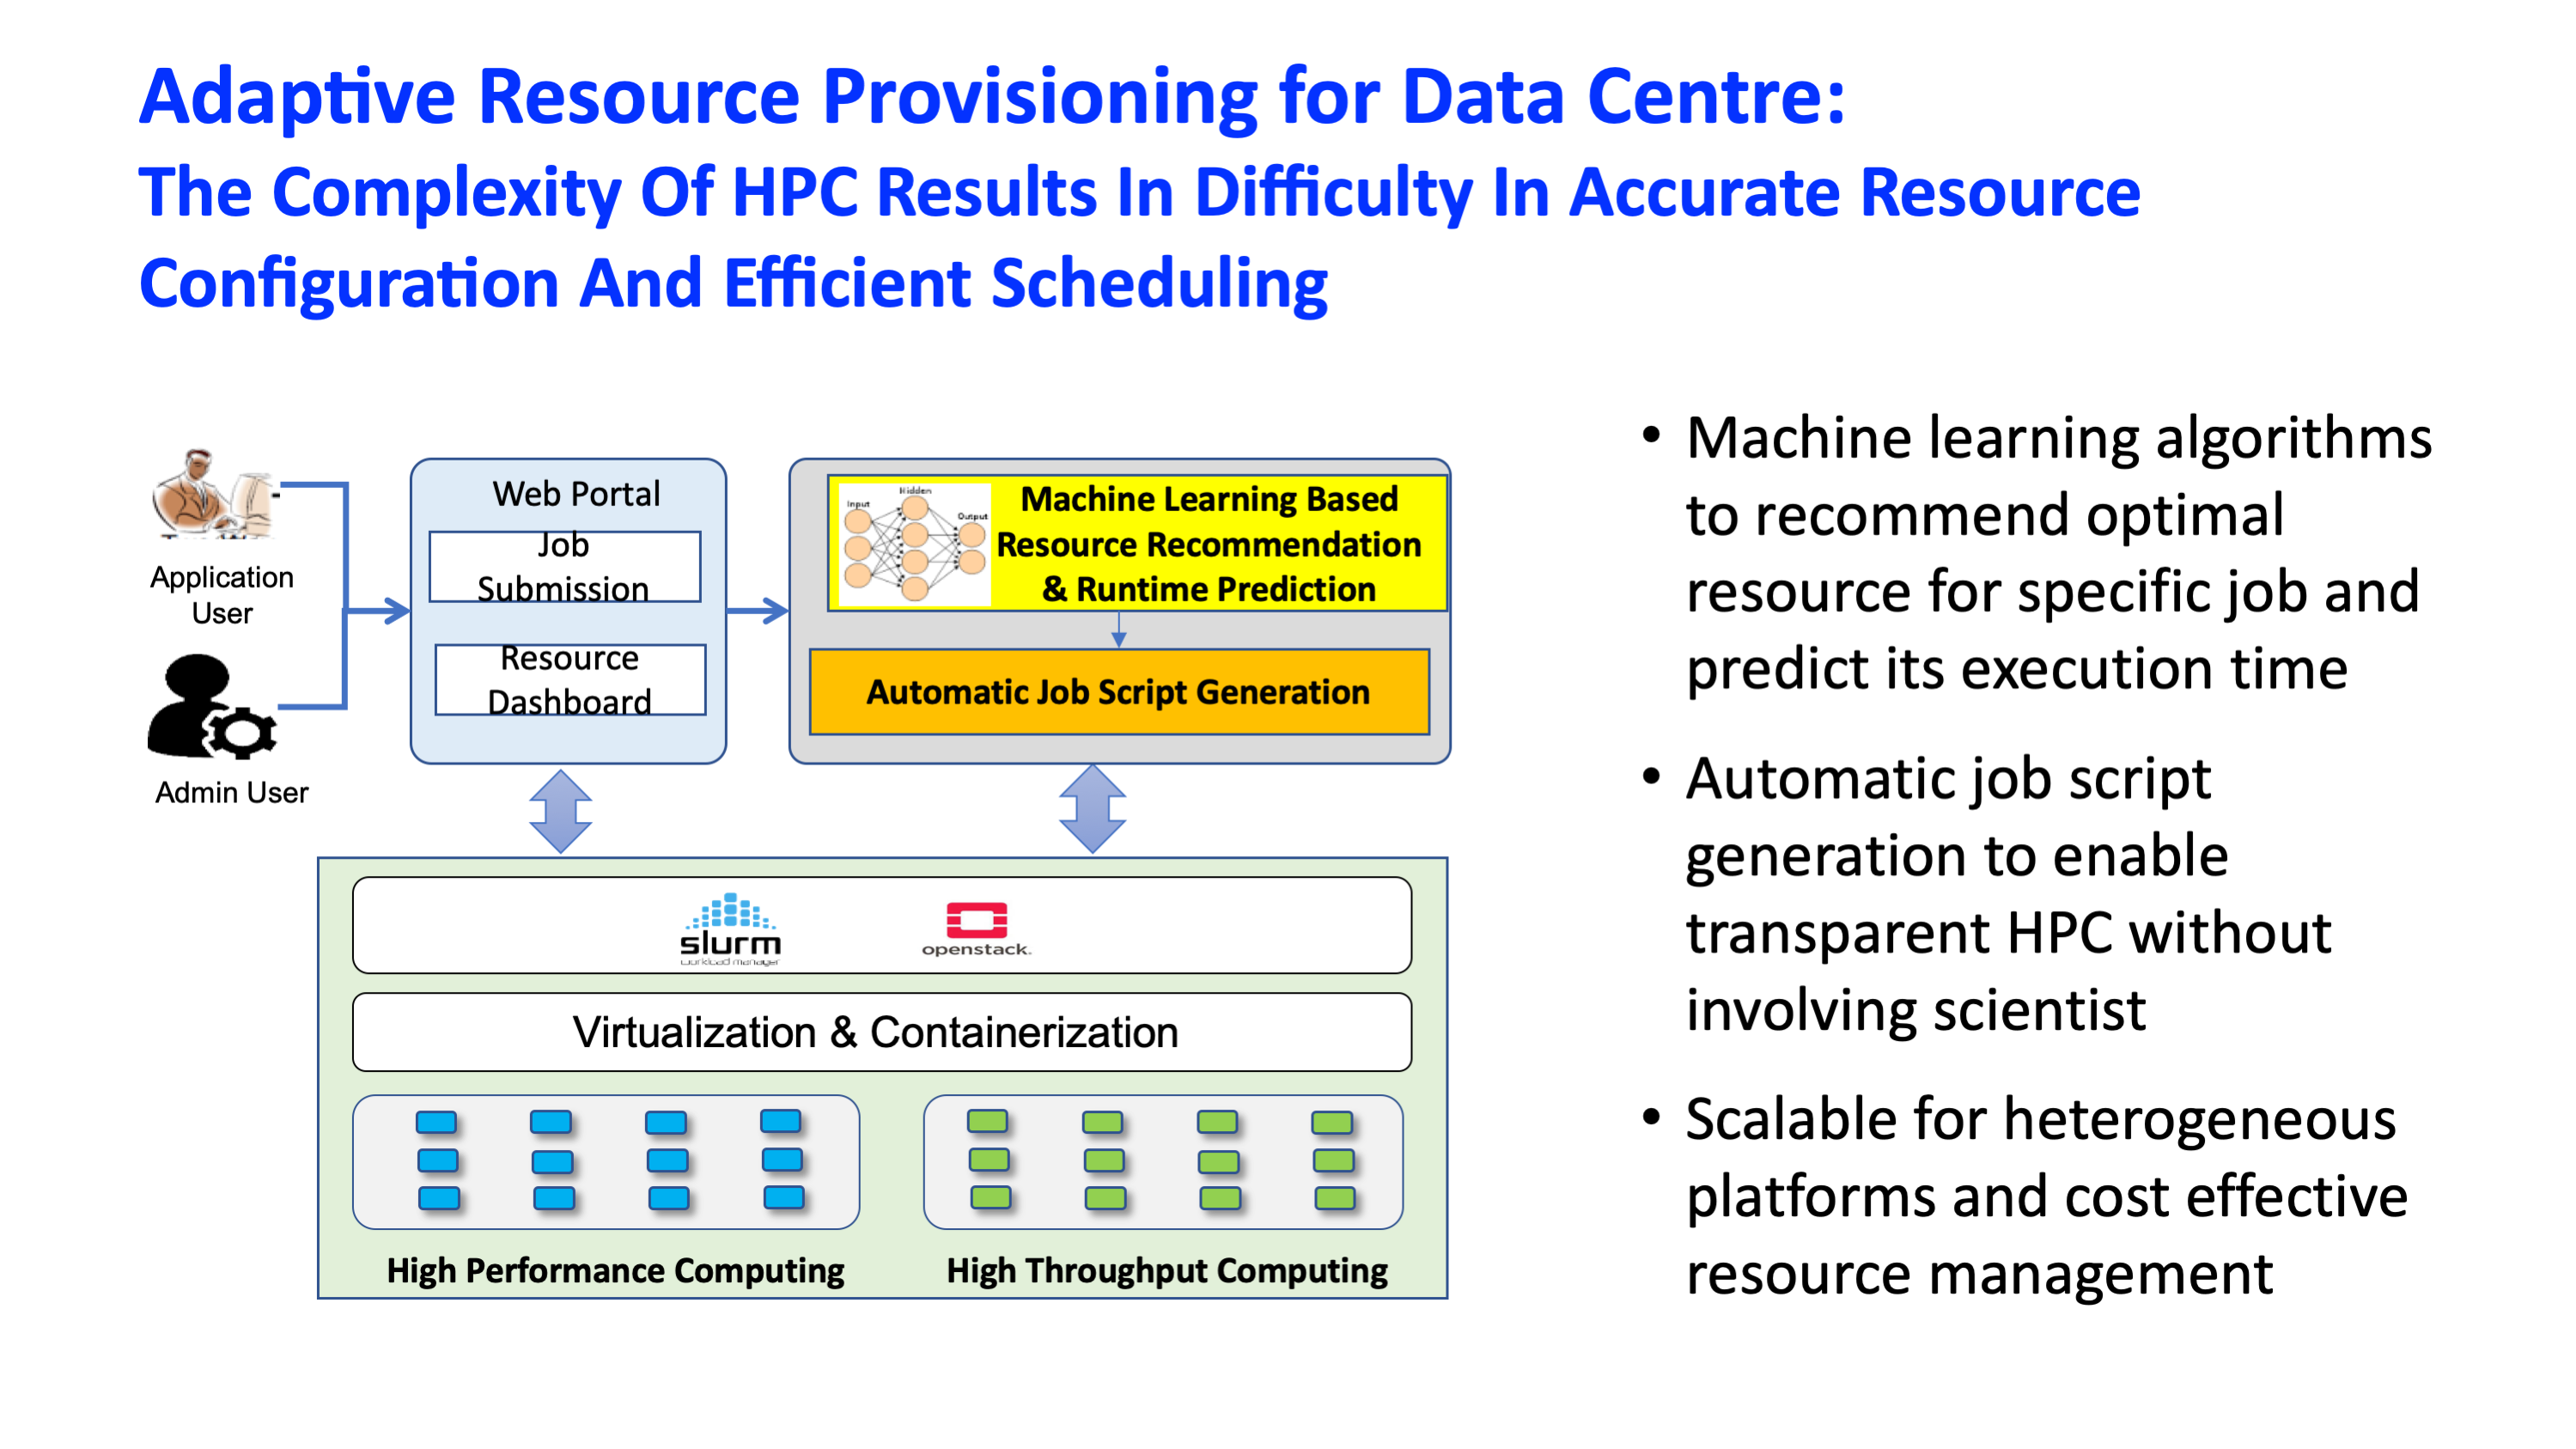 Adaptive Resource Provisioning for Data Centre:
The Complexity Of HPC Results In Difficulty In Accurate Resource
Configuration And Efficient Scheduling
Application
User
Admin User
Web Portal
Job
Submission
Resource
Dashboard
Input
Hidden
Output
Machine Learning Based
Resource Recommendation
& Runtime Prediction
Automatic Job Script Generation
slurm
workload manager
openstack.
Virtualization & Containerization
High Performance Computing
High Throughput Computing
• Machine learning algorithms
to recommend optimal
resource for specific job and
predict its execution time
• Automatic job script
generation to enable
transparent HPC without
involving scientist
• Scalable for heterogeneous
platforms and cost effective
resource management